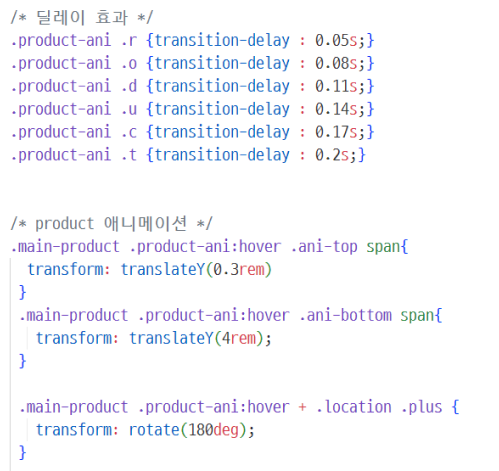 /* 딜레이 효과 */
.product-ani .r {transition-delay : 0.05s;}
.product-ani .o {transition-delay : 0.08s;}
.product-ani .d {transition-delay : 0.11s;}
.product-ani .u {transition-delay : 0.14s;}
.product-ani .c {transition-delay : 0.17s;}
.product-ani .t {transition-delay : 0.2s;}
/* product 애니메이션 */
.main-product .product-ani:hover .ani-top span{
transform: translateY(0.3rem)
}
.main-product .product-ani:hover .ani-bottom span{
transform: translateY(4rem);
}
.main-product .product-ani:hover + .location .plus {
transform: rotate(180deg);
}